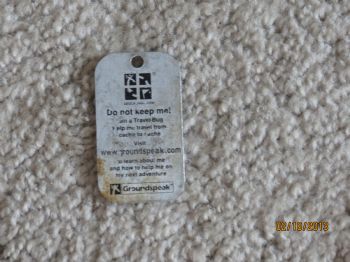 Do not keep me!
a Travel Bug
help me travel from
cache to cache
Visit
www.groundspeak.com
to learn about me
and how to help me on
my next adventure
Groundspeak
02/18/2013